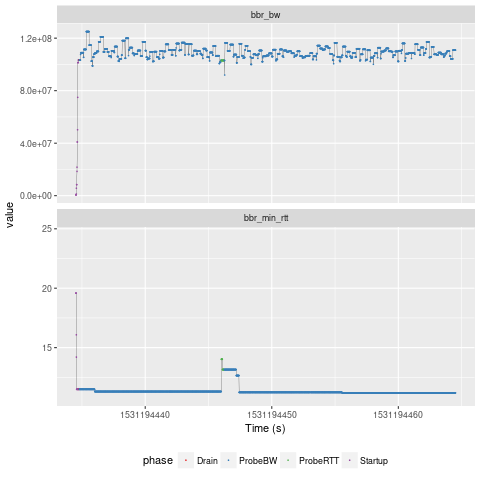 bbr_bw
1.2e+08
8.0e+07
4.0e+07
0.0e+00
value
bbr_min_rtt
25
20
15
1531194440 1531194450 1531194460
Time (s)
phase Drain ProbeBW ProbeRTT Startup